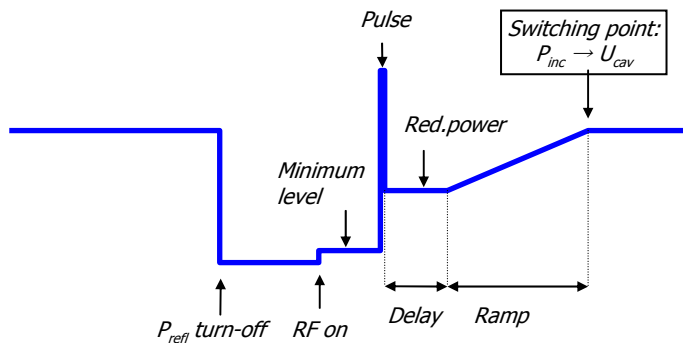 Pulse
Switching point:
P_inc → U_cav
Red.power
Minimum
level
P_refl turn-off
RF on
Delay
Ramp